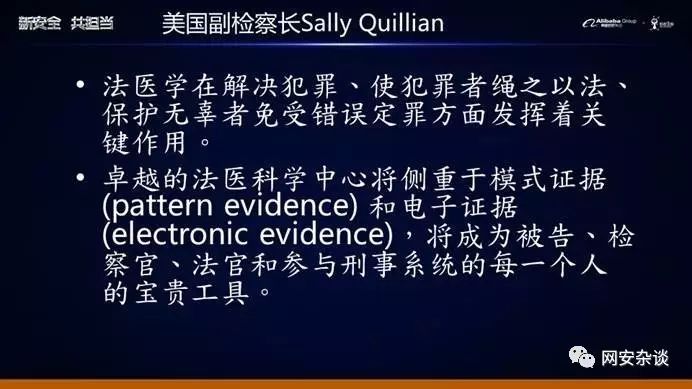 新安全 共担当
美国副检察长Sally Quillian
Alibaba Group
• 法医学在解决犯罪、使犯罪者绳之以法、
保护无辜者免受错误定罪方面发挥着关
键作用。
• 卓越的法医科学中心将侧重于模式证据
(pattern evidence) 和电子证据
(electronic evidence)，将成为被告、检
察官、法官和参与刑事系统的每一个人
的宝贵工具。
网安杂谈